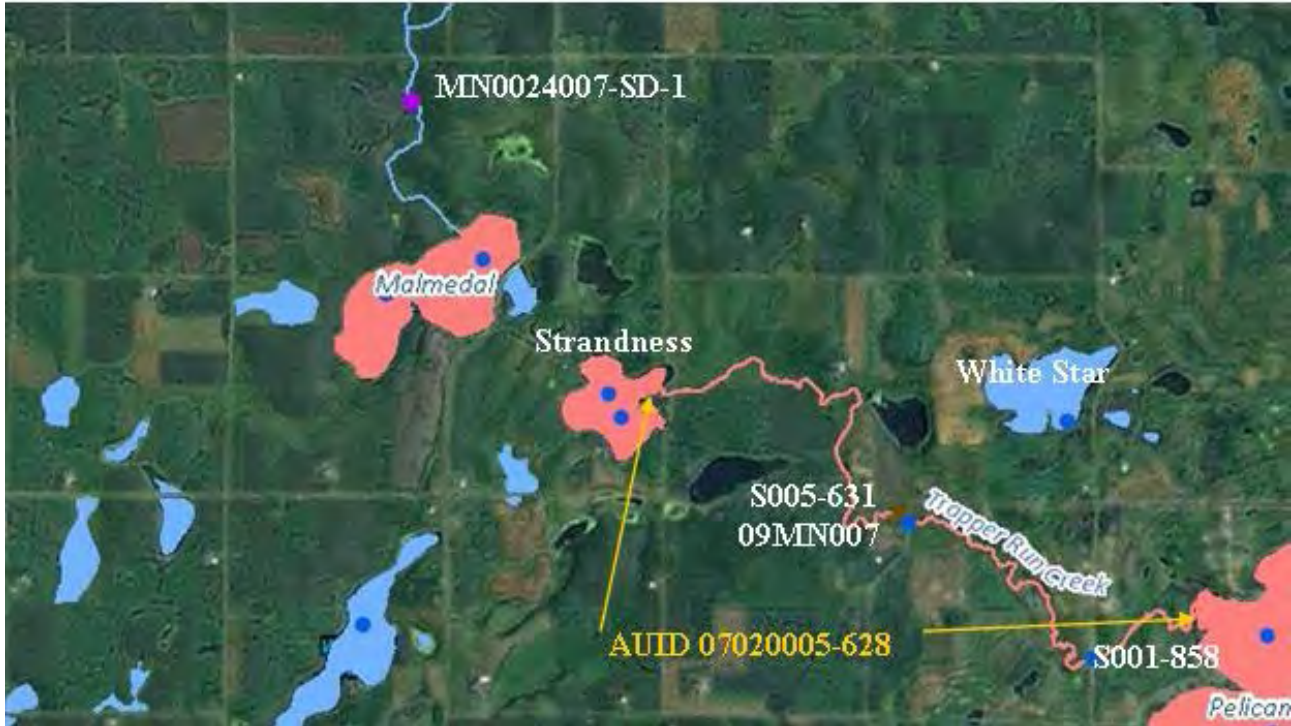 MN0024007-SD-1
Malmedal
Strandness
White Star
S005-631
09MN007
Trapper Run Creek
AUID 07020005-628
S001-858
Pelican